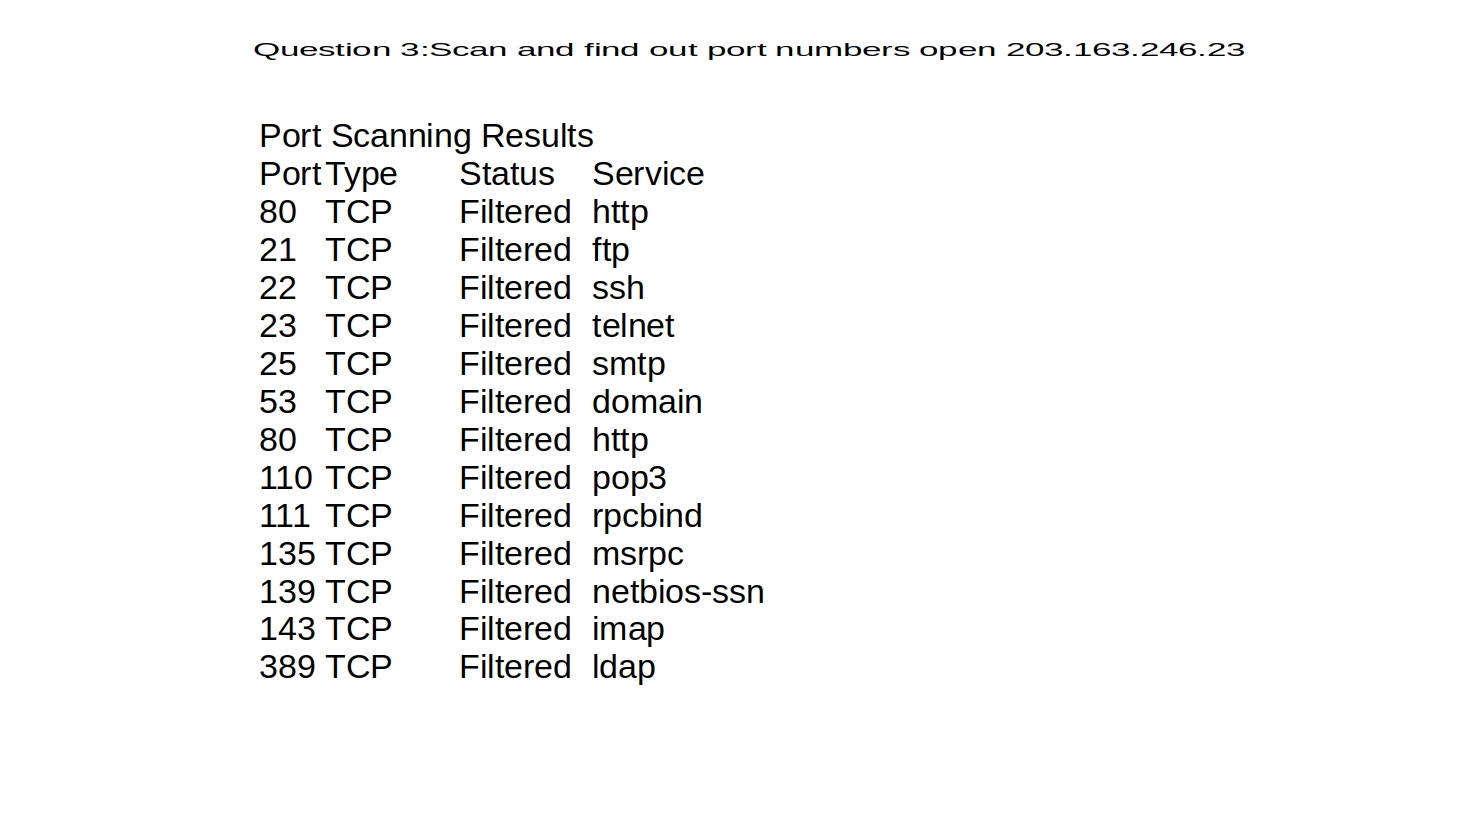 Question 3:Scan and find out port numbers open 203.163.246.23
Port Scanning Results
Port Type Status Service
80 TCP Filtered http
21 TCP Filtered ftp
22 TCP Filtered ssh
23 TCP Filtered telnet
25 TCP Filtered smtp
53 TCP Filtered domain
80 TCP Filtered http
110 TCP Filtered pop3
111 TCP Filtered rpcbind
135 TCP Filtered msrpc
139 TCP Filtered netbios-ssn
143 TCP Filtered imap
389 TCP Filtered ldap